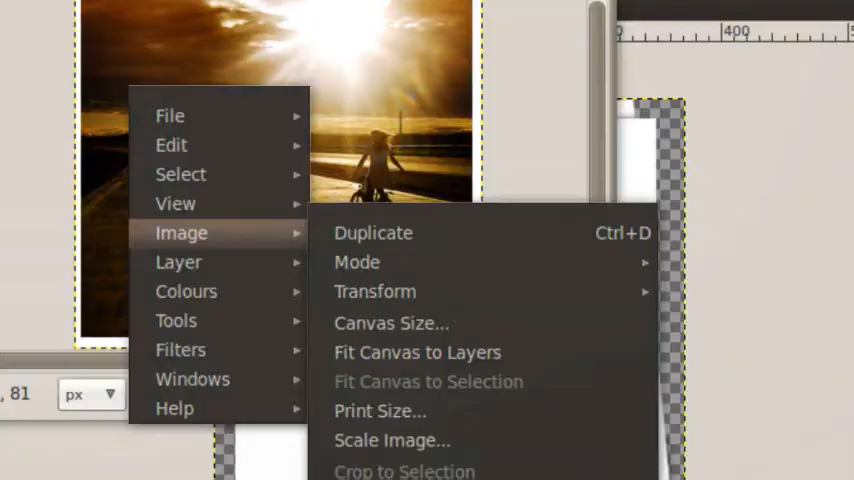 400
File
Edit
Select
View
Image
Layer
Colours
Tools
Filters
Windows
Help
Duplicate Ctrl+D
Mode
Transform
Canvas Size...
Fit Canvas to Layers
Fit Canvas to Selection
Print Size...
Scale Image...
Crop to Selection
, 81
px